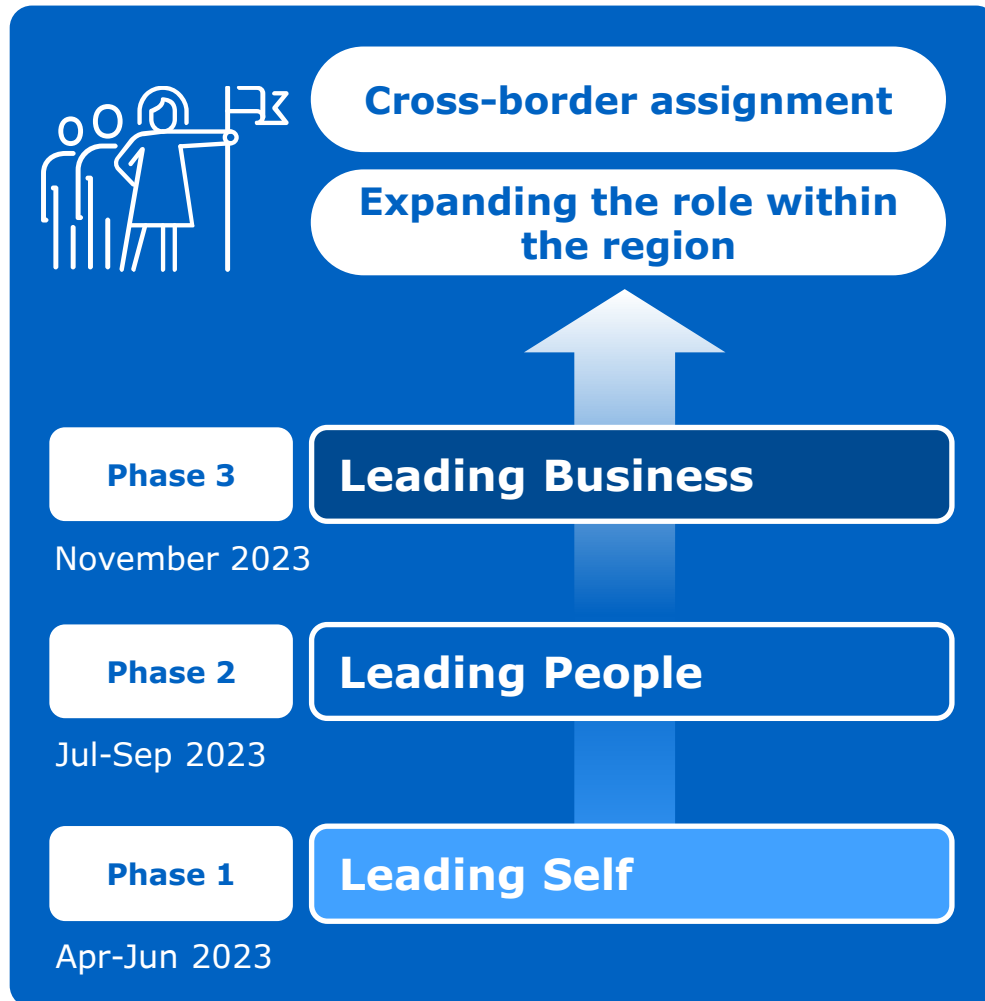 Cross-border assignment
Expanding the role within
the region
Phase 3
Leading Business
November 2023
Phase 2
Leading People
Jul-Sep 2023
Phase 1
Leading Self
Apr-Jun 2023